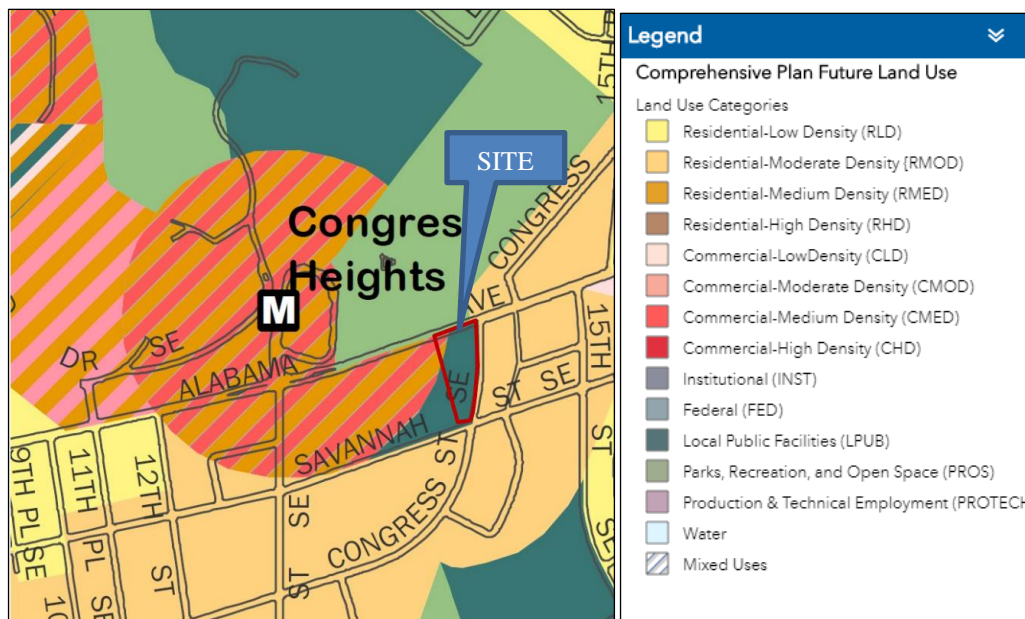 15TH
SITE
CONGRESS
Congres
Heights
M
AVE
DR
SE
ALABAMA
SE
ST
SE
15TH
SAVANNAH
ST
9TH PL SE
11TH
PL
SE
12TH
ST
ST
SE
CONGRESS
ST
SE
10
Legend
Comprehensive Plan Future Land Use
Land Use Categories
Residential-Low Density (RLD)
Residential-Moderate Density {RMOD)
Residential-Medium Density (RMED)
Residential-High Density (RHD)
Commercial-LowDensity (CLD)
Commercial-Moderate Density (CMOD)
Commercial-Medium Density (CMED)
Commercial-High Density (CHD)
Institutional (INST)
Federal (FED)
Local Public Facilities (LPUB)
Parks, Recreation, and Open Space (PROS)
Production & Technical Employment (PROTECH
Water
Mixed Uses